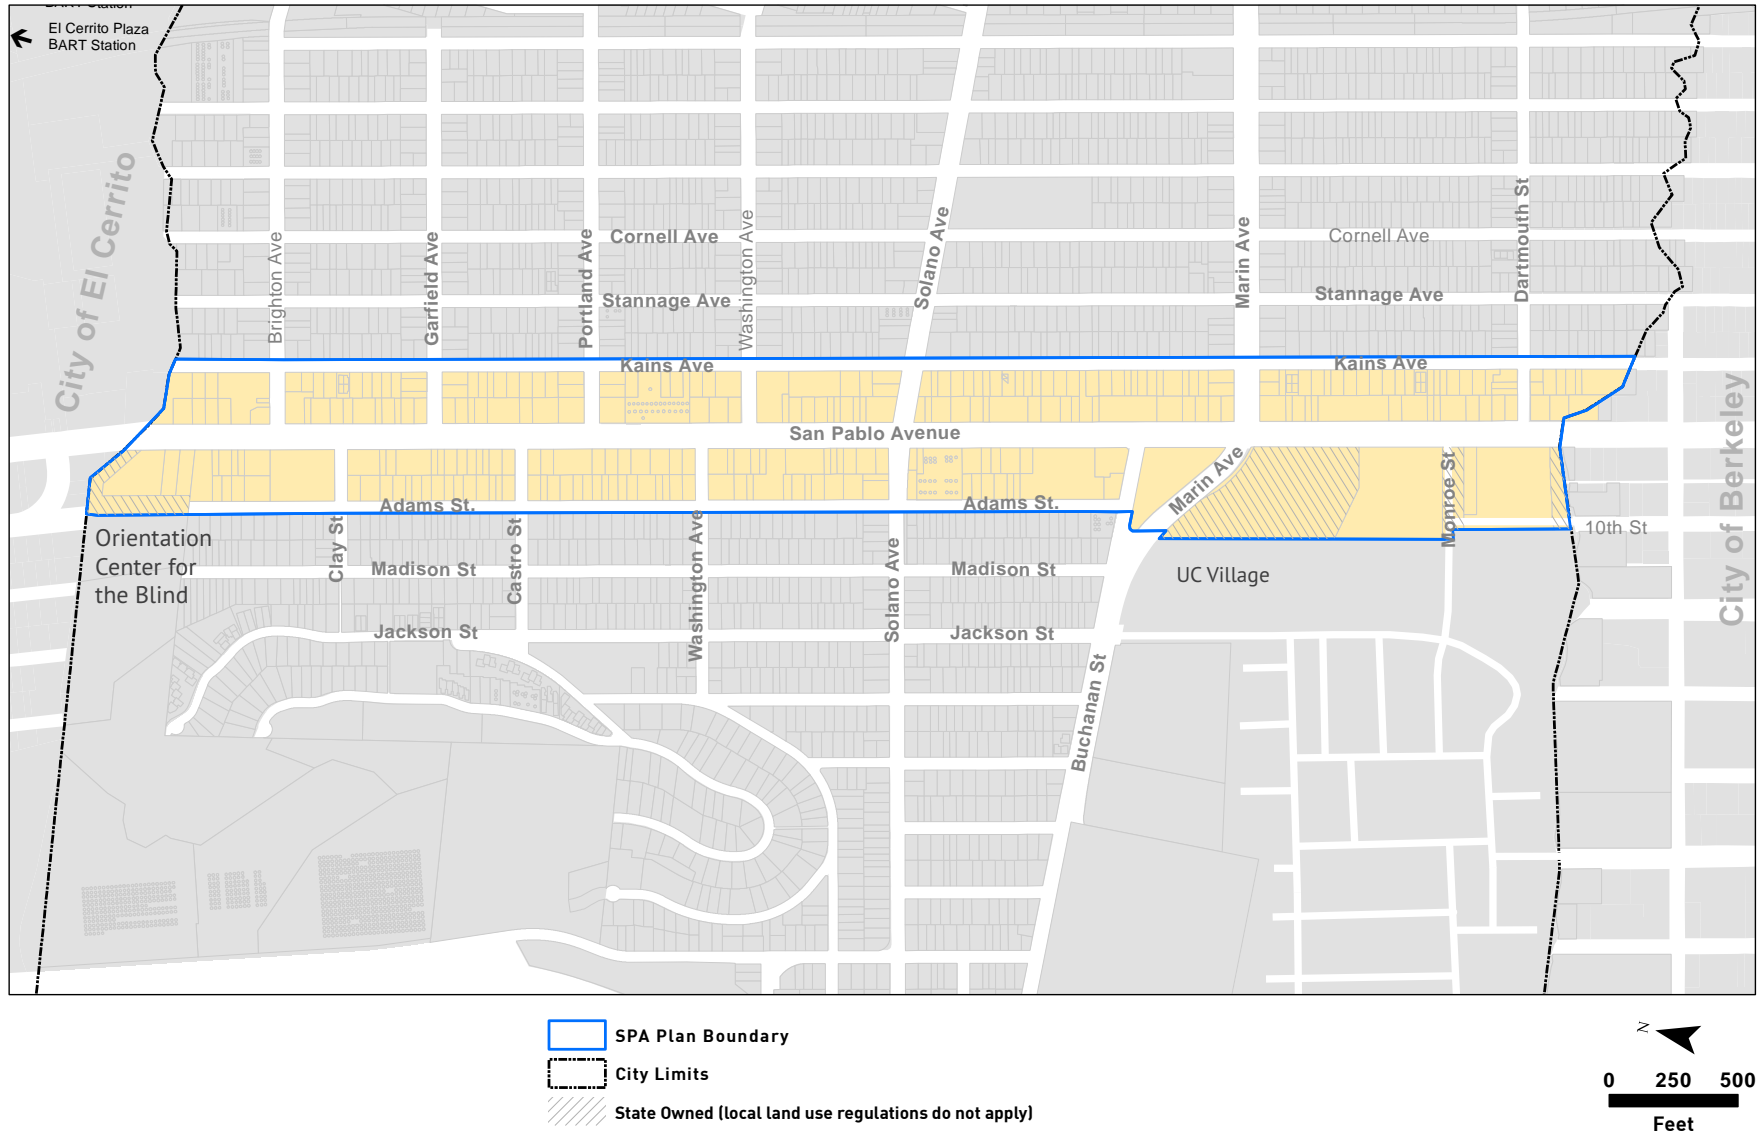 BART Station
El Cerrito Plaza
BART Station
City of El Cerrito
Brighton Ave
Garfield Ave
Portland Ave
Washington Ave
Solano Ave
Marin Ave
Dartmouth St
Cornell Ave
Cornell Ave
Stannage Ave
Stannage Ave
Kains Ave
Kains Ave
San Pablo Avenue
Marin Ave
Monroe St
City of Berkeley
Adams St.
Adams St.
10th St
Orientation
Center for
the Blind
Clay St
Castro St
Washington Ave
Solano Ave
Madison St
Madison St
UC Village
Jackson St
Jackson St
Buchanan St
SPA Plan Boundary
City Limits
State Owned (local land use regulations do not apply)
N
0 250 500
Feet